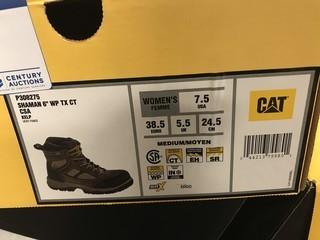 CENTURY
AUCTIONS
P308275
SHAMAN 6" WP TX CT
CSA
KELP
WOMEN'S
FEMME
7.5
USA
38.5
EURO
5.5
UK
24.5
CM
MEDIUM/MOYEN
CAT
CT
EH
SR
WP